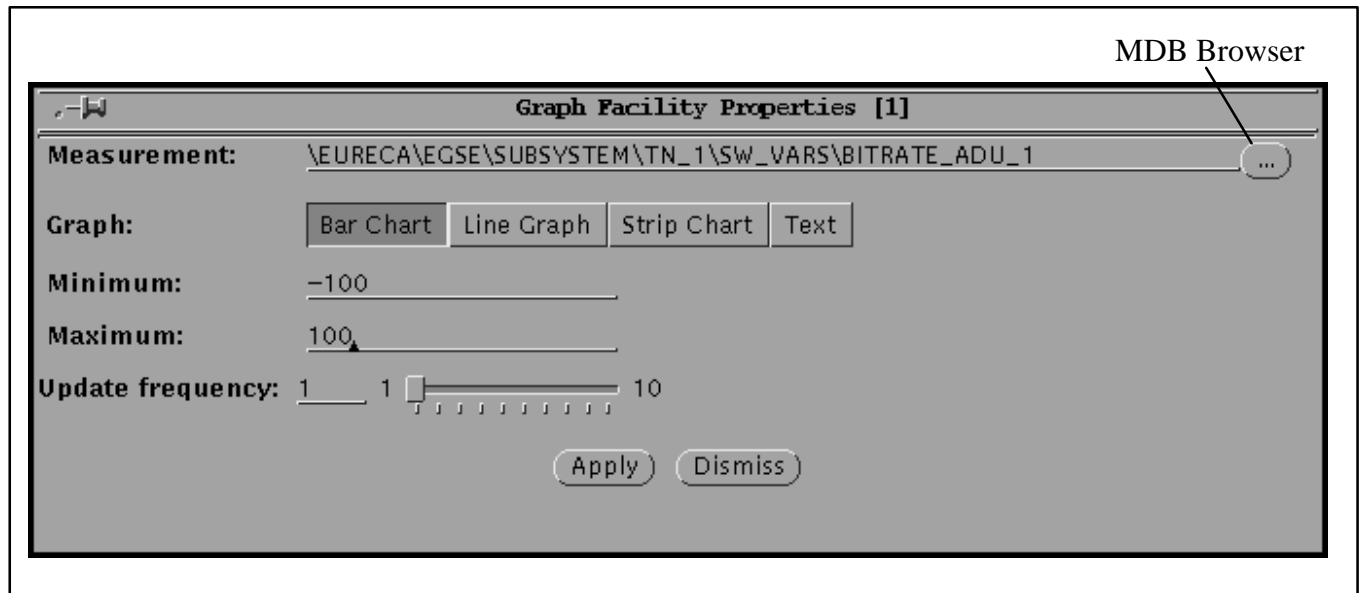 MDB Browser
Graph Facility Properties [1]
Measurement: \EURECA\EGSE\SUBSYSTEM\TN_1\SW_VARS\BITRATE_ADU_1 ...
Graph: Bar Chart Line Graph Strip Chart Text
Minimum: −100
Maximum: 100
Update frequency: 1 1 10
Apply Dismiss